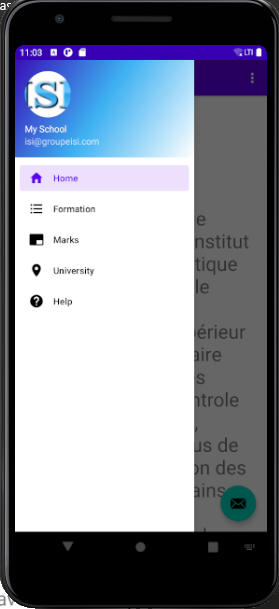 11:03
LTE
ISI
My School
isi@groupeisi.com
Home
Formation
Marks
University
Help
nstitut
tique
le
érieur
aire
s
ntrole
,
us de
on des
ains